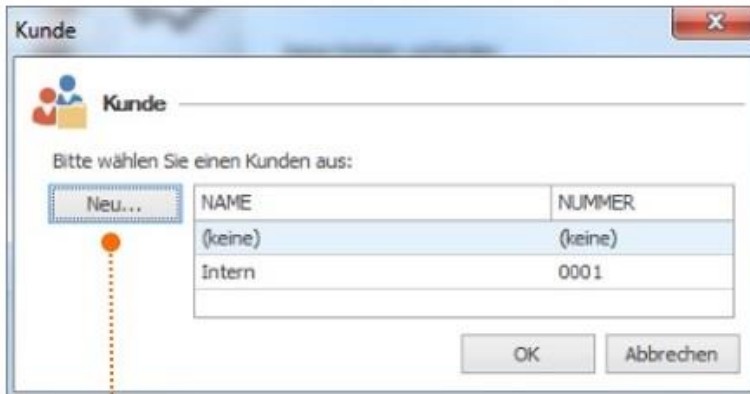 Kunde
Kunde
Bitte wählen Sie einen Kunden aus:
Neu...
NAME NUMMER
(keine) (keine)
Intern 0001
OK Abbrechen